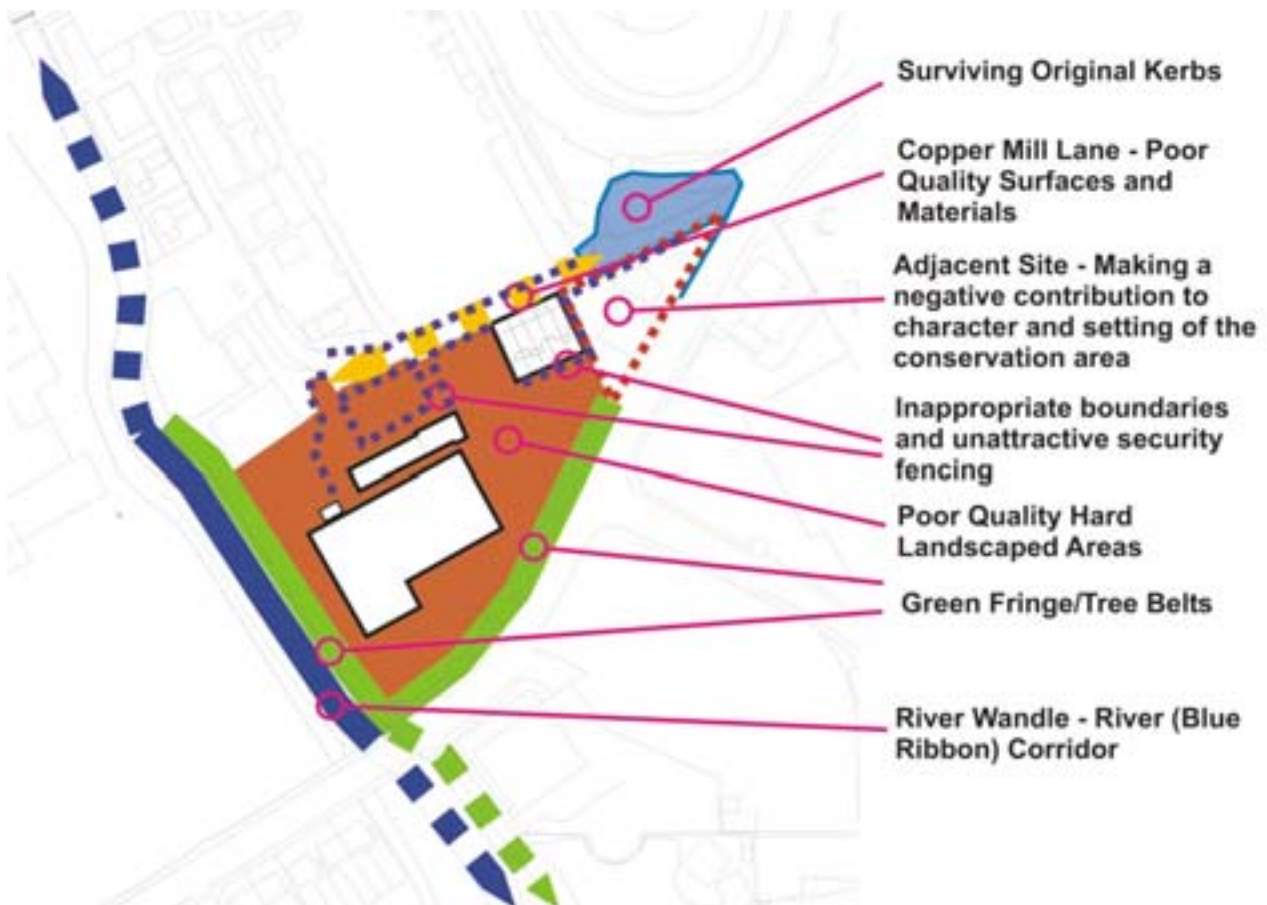 Surviving Original Kerbs
Copper Mill Lane - Poor
Quality Surfaces and
Materials
Adjacent Site - Making a
negative contribution to
character and setting of the
conservation area
Inappropriate boundaries
and unattractive security
fencing
Poor Quality Hard
Landscaped Areas
Green Fringe/Tree Belts
River Wandle - River (Blue
Ribbon) Corridor